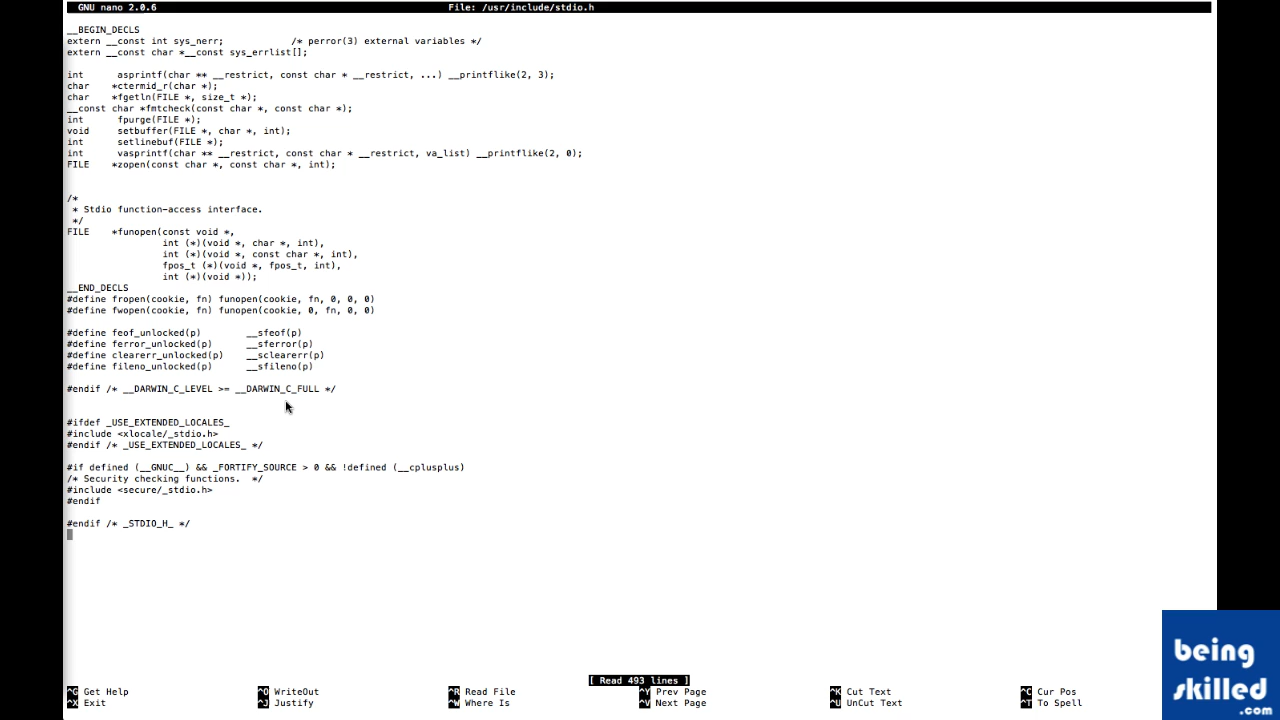 GNU nano 2.0.6 File: /usr/include/stdio.h
__BEGIN_DECLS
extern __const int sys_nerr; /* perror(3) external variables */
extern __const char *__const sys_errlist[];
int asprintf(char ** __restrict, const char * __restrict, ...) __printflike(2, 3);
char *ctermid_r(char *);
char *fgetln(FILE *, size_t *);
__const char *fmtcheck(const char *, const char *);
int fpurge(FILE *);
void setbuffer(FILE *, char *, int);
int setlinebuf(FILE *);
int vasprintf(char ** __restrict, const char * __restrict, va_list) __printflike(2, 0);
FILE *zopen(const char *, const char *, int);
/*
* Stdio function-access interface.
*/
FILE *funopen(const void *,
int (*)(void *, char *, int),
int (*)(void *, const char *, int),
fpos_t (*)(void *, fpos_t, int),
int (*)(void *));
__END_DECLS
#define fropen(cookie, fn) funopen(cookie, fn, 0, 0, 0)
#define fwopen(cookie, fn) funopen(cookie, 0, fn, 0, 0)
#define feof_unlocked(p) __sfeof(p)
#define ferror_unlocked(p) __sferror(p)
#define clearerr_unlocked(p) __sclearerr(p)
#define fileno_unlocked(p) __sfileno(p)
#endif /* __DARWIN_C_LEVEL >= __DARWIN_C_FULL */
#ifdef _USE_EXTENDED_LOCALES_
#include <xlocale/_stdio.h>
#endif /* _USE_EXTENDED_LOCALES_ */
#if defined (__GNUC__) && _FORTIFY_SOURCE > 0 && !defined (__cplusplus)
/* Security checking functions. */
#include <secure/_stdio.h>
#endif
#endif /* _STDIO_H_ */
[ Read 493 lines ]
^G Get Help ^O WriteOut ^R Read File ^Y Prev Page ^K Cut Text ^C Cur Pos
^X Exit ^J Justify ^W Where Is ^V Next Page ^U UnCut Text ^T To Spell
being
skilled
.com